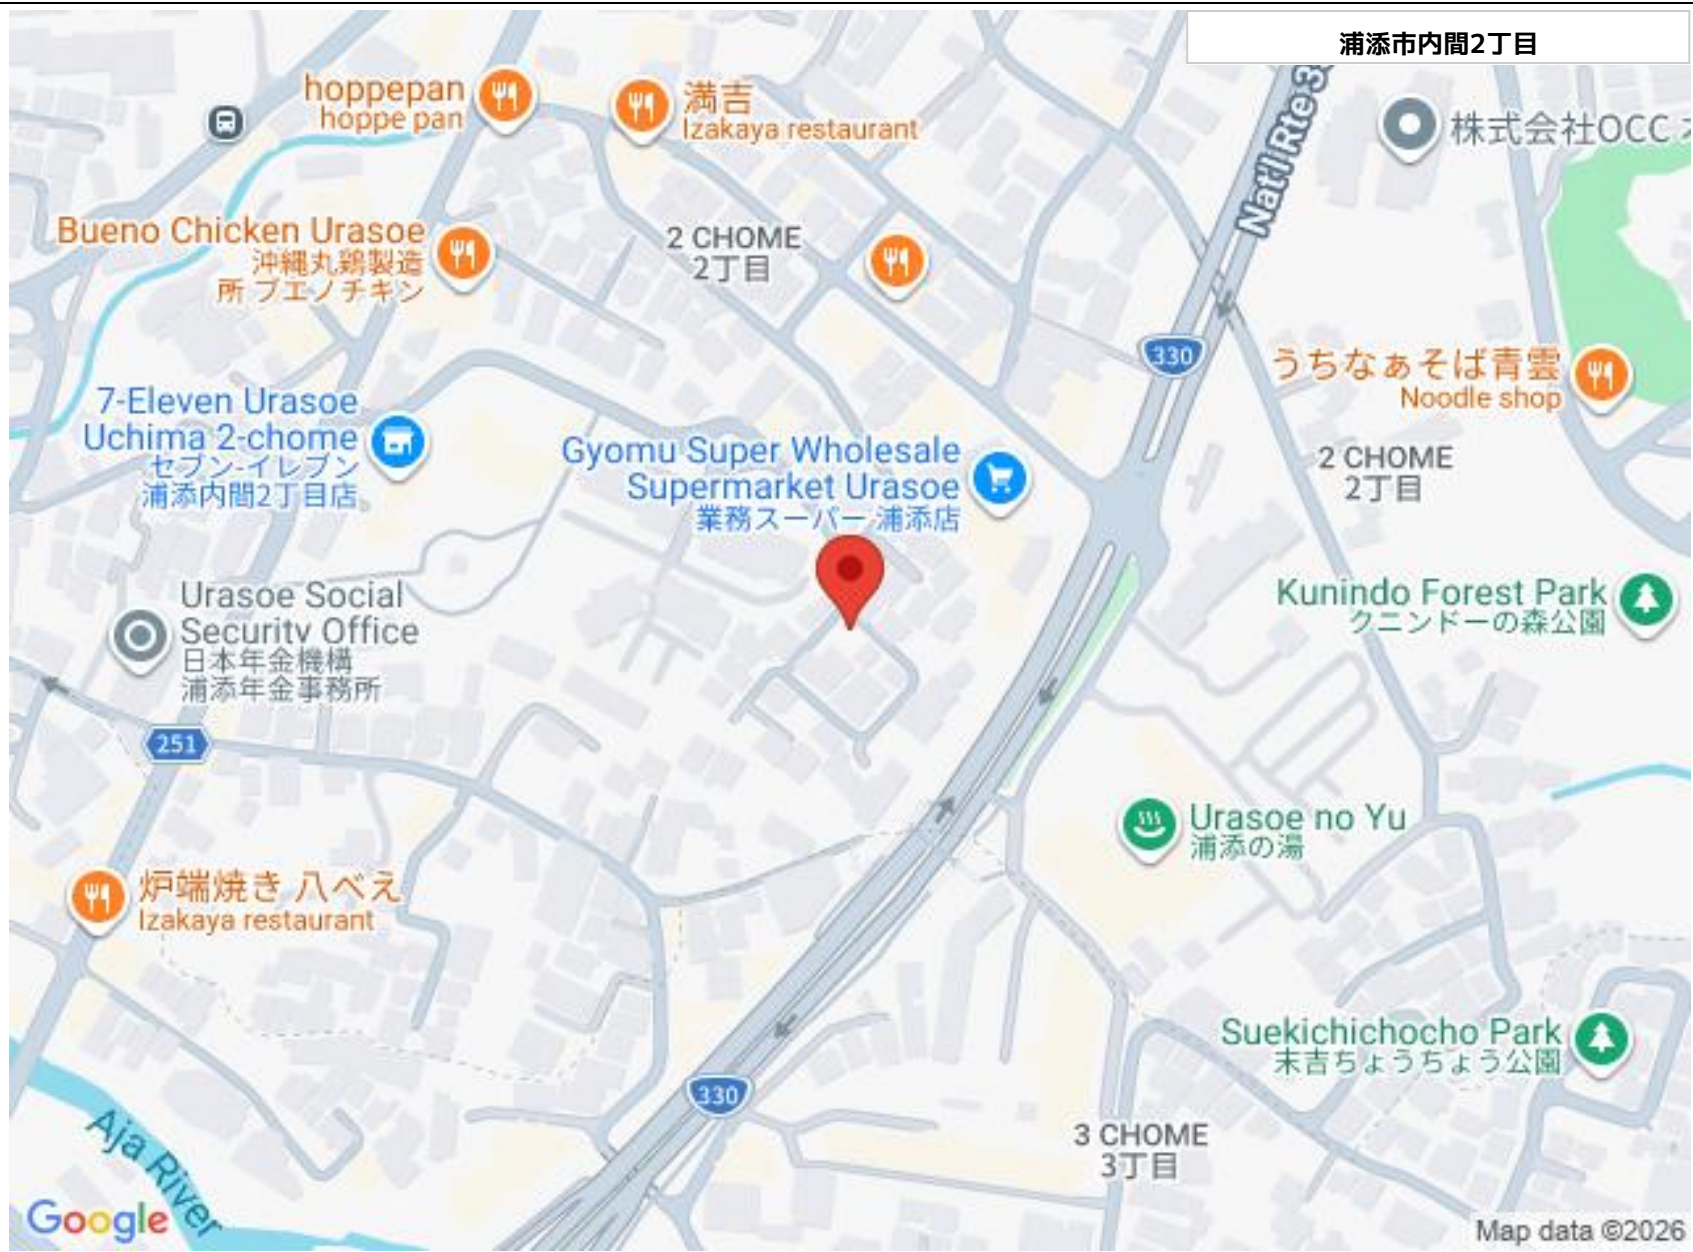 浦添市内間2丁目
hoppepan
hoppe pan
満吉
Izakaya restaurant
Nat'l Rte 3
株式会社OCC
Bueno Chicken Urasoe
沖縄丸鶏製造
所 ブエノチキン
2 CHOME
2丁目
330
うちなぁそば青雲
Noodle shop
7-Eleven Urasoe
Uchima 2-chome
セブン-イレブン
浦添内間2丁目店
Gyomu Super Wholesale
Supermarket Urasoe
業務スーパー 浦添店
2 CHOME
2丁目
Urasoe Social
Security Office
日本年金機構
浦添年金事務所
Kunindo Forest Park
クニンドーの森公園
251
Urasoe no Yu
浦添の湯
炉端焼き 八べえ
Izakaya restaurant
Suekichichocho Park
末吉ちょうちょう公園
330
3 CHOME
3丁目
Aja River
Google
Map data ©2026